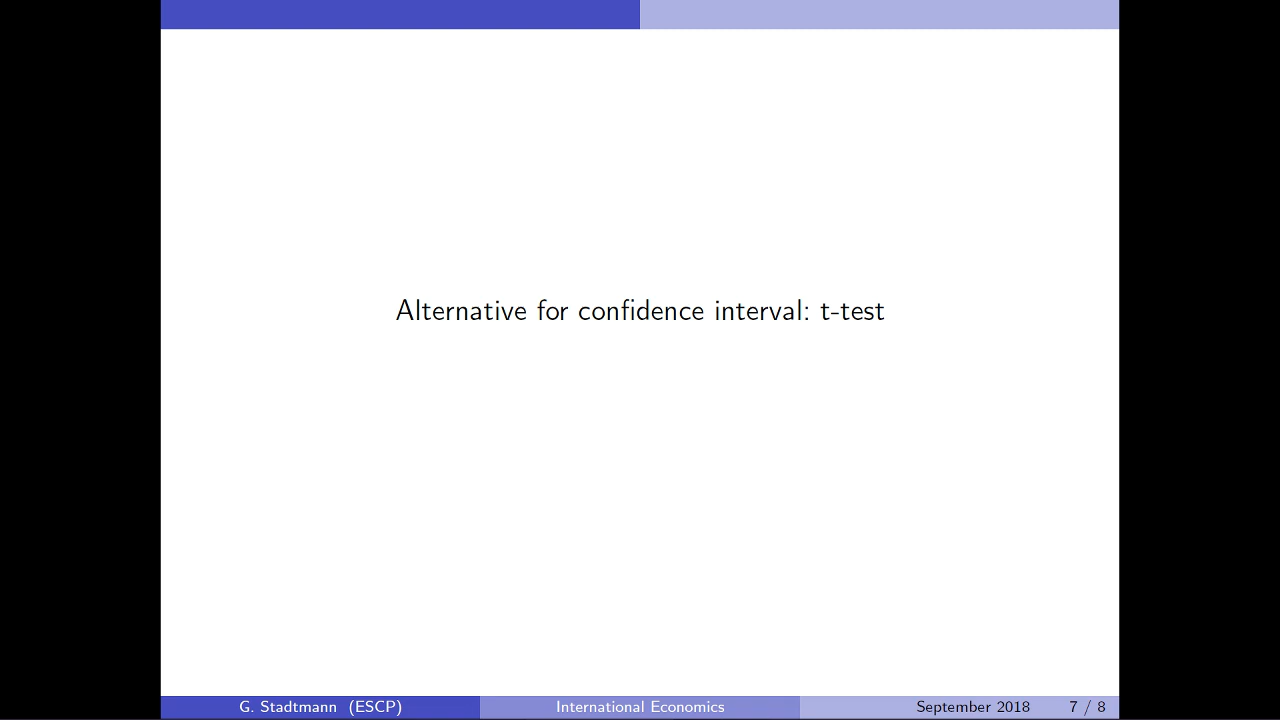 Alternative for confidence interval: t-test
G. Stadtmann (ESCP) International Economics September 2018 7 / 8